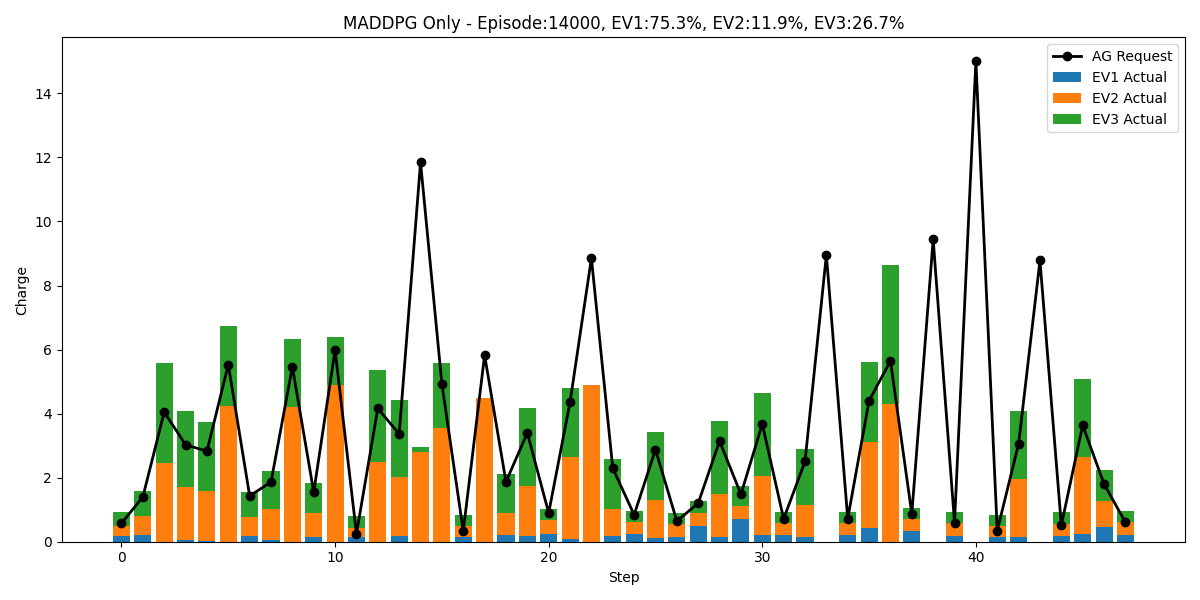 MADDPG Only - Episode:14000, EV1:75.3%, EV2:11.9%, EV3:26.7%
AG Request
EV1 Actual
EV2 Actual
EV3 Actual
Charge
14
12
10
8
6
4
2
0
0 10 20 30 40
Step